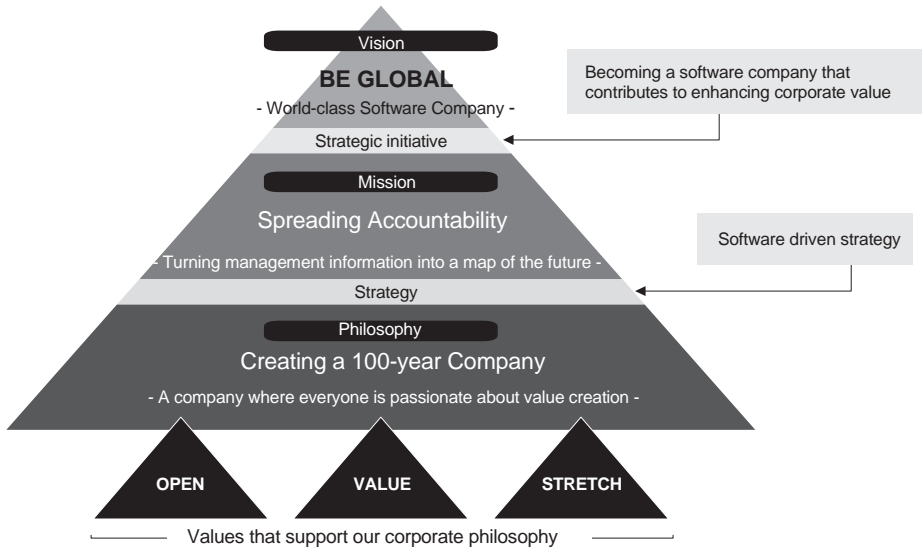 Vision
BE GLOBAL
- World-class Software Company -
Becoming a software company that
contributes to enhancing corporate value
Strategic initiative
Mission
Spreading Accountability
- Turning management information into a map of the future -
Software driven strategy
Strategy
Philosophy
Creating a 100-year Company
- A company where everyone is passionate about value creation -
OPEN
VALUE
STRETCH
Values that support our corporate philosophy